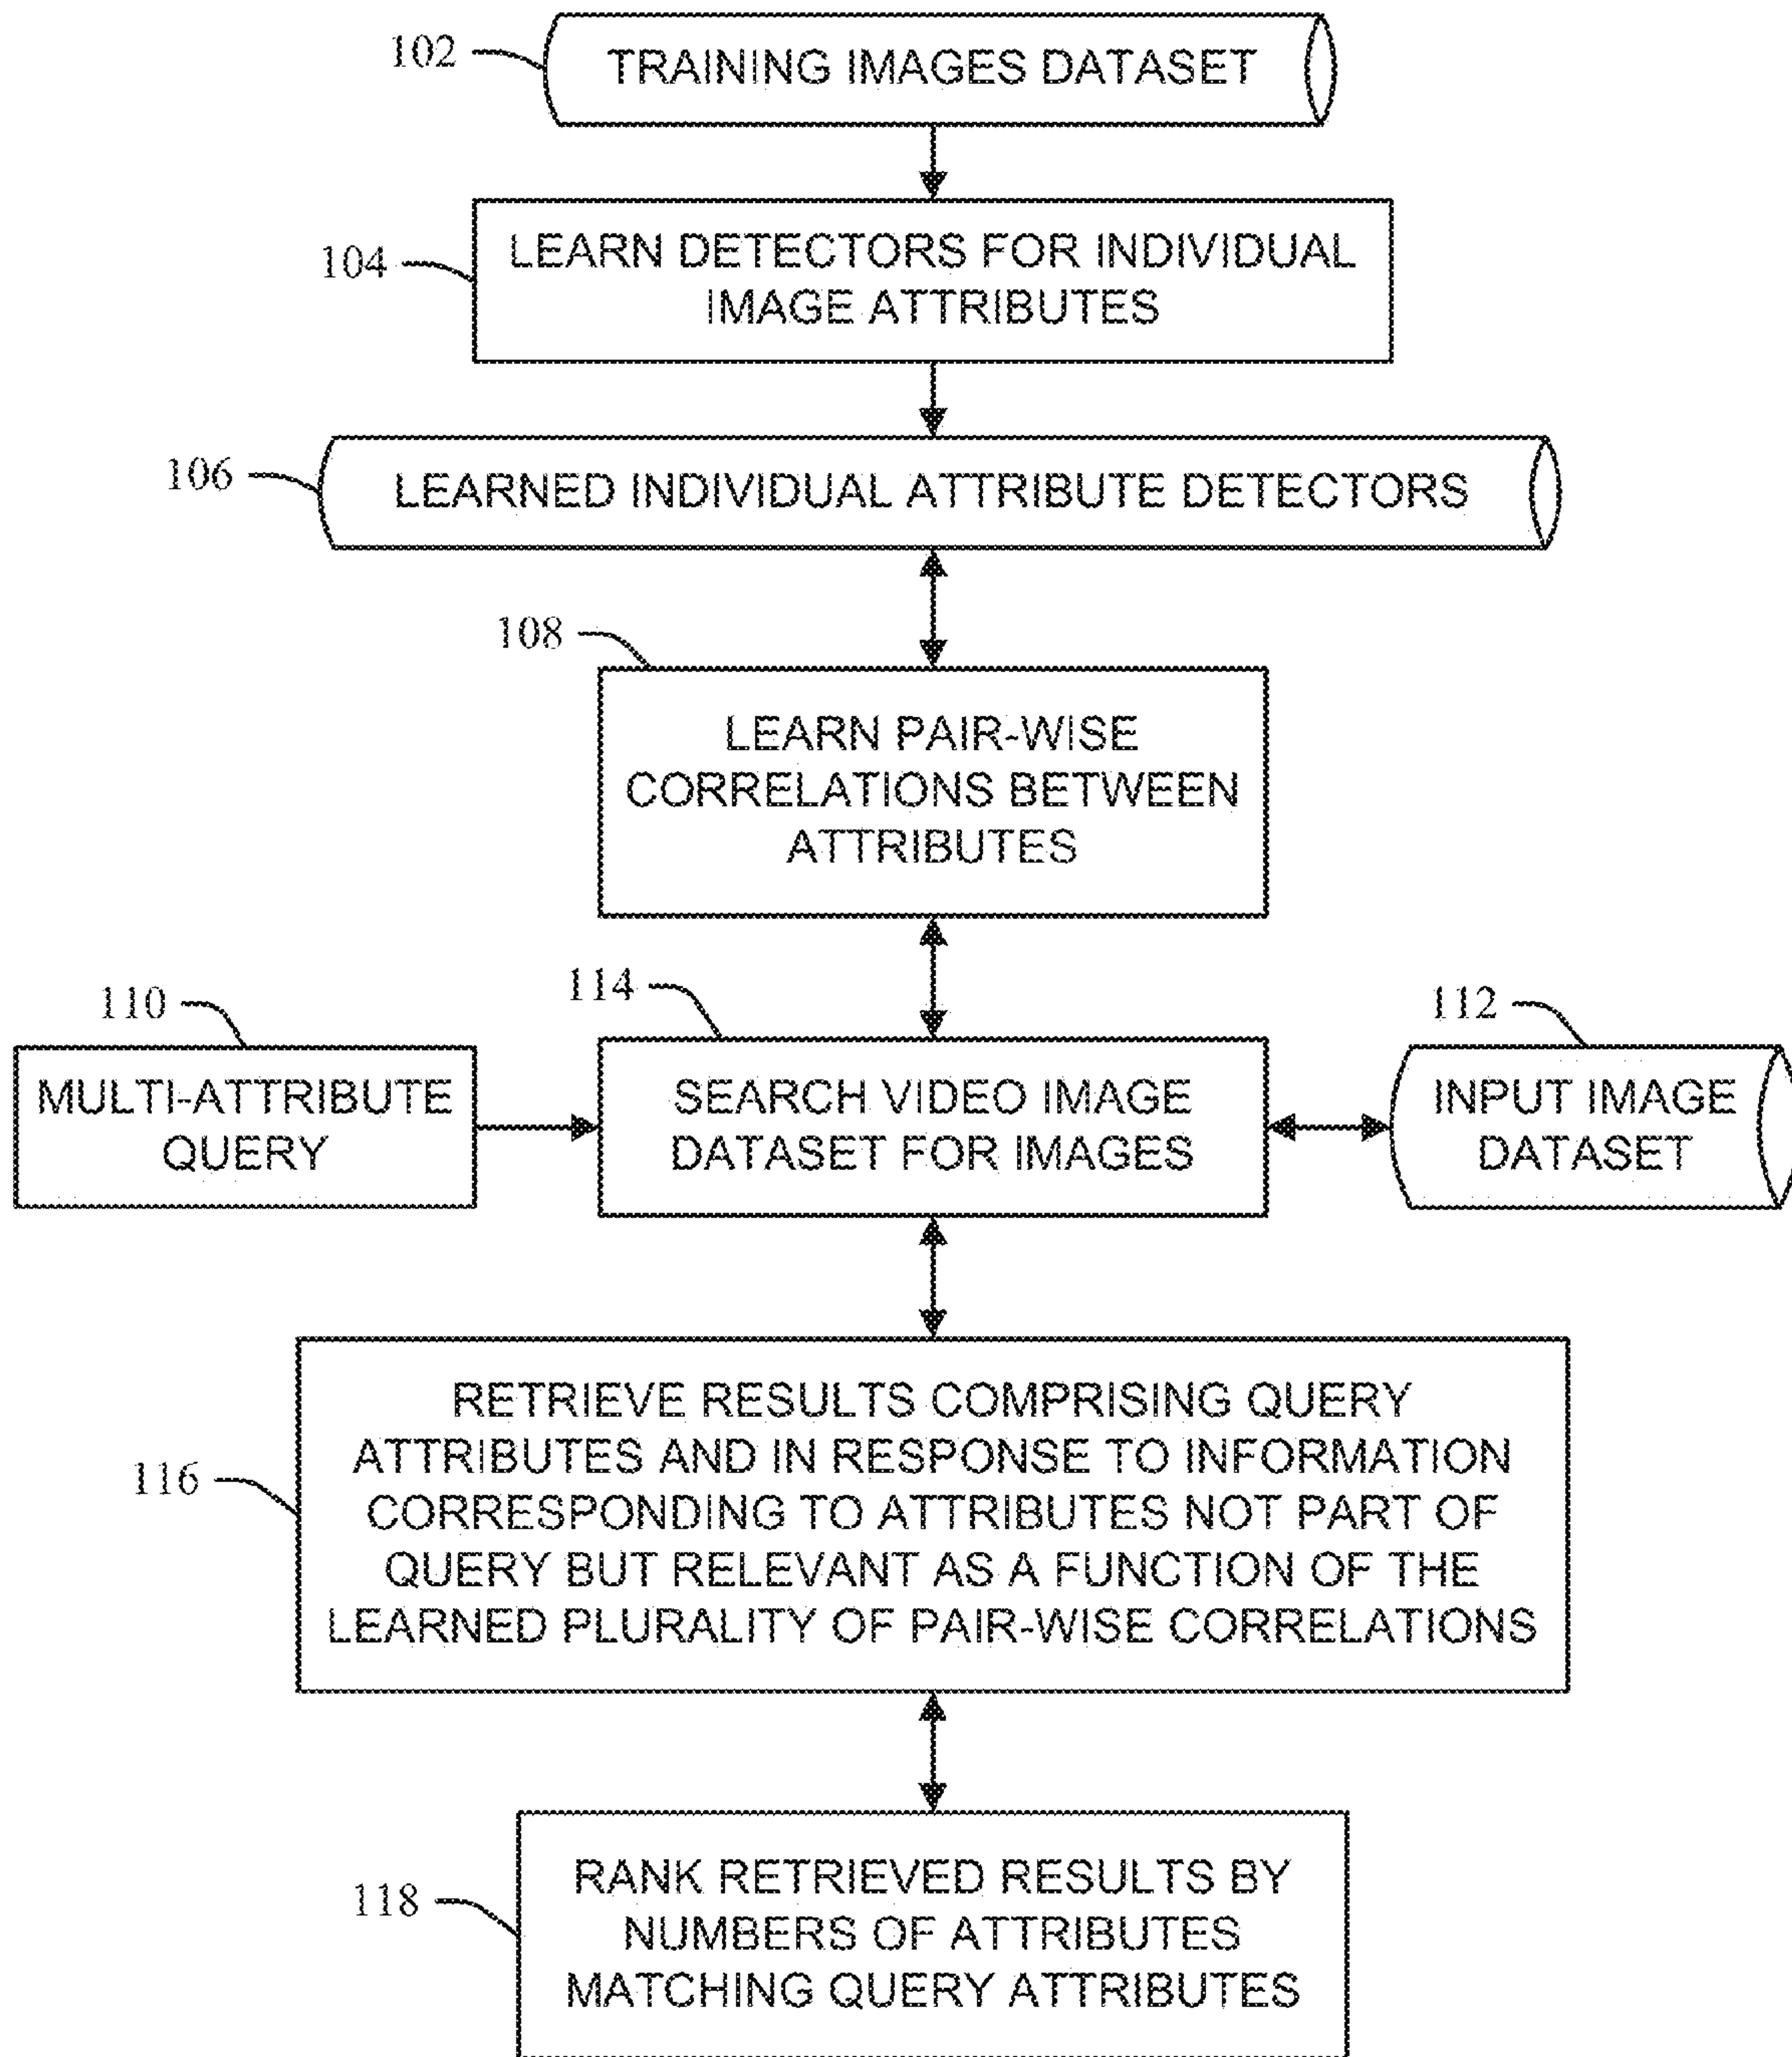 102
TRAINING IMAGES DATASET
104
LEARN DETECTORS FOR INDIVIDUAL
IMAGE ATTRIBUTES
106
LEARNED INDIVIDUAL ATTRIBUTE DETECTORS
108
LEARN PAIR-WISE
CORRELATIONS BETWEEN
ATTRIBUTES
110
MULTI-ATTRIBUTE
QUERY
114
SEARCH VIDEO IMAGE
DATASET FOR IMAGES
112
INPUT IMAGE
DATASET
116
RETRIEVE RESULTS COMPRISING QUERY
ATTRIBUTES AND IN RESPONSE TO INFORMATION
CORRESPONDING TO ATTRIBUTES NOT PART OF
QUERY BUT RELEVANT AS A FUNCTION OF THE
LEARNED PLURALITY OF PAIR-WISE CORRELATIONS
118
RANK RETRIEVED RESULTS BY
NUMBERS OF ATTRIBUTES
MATCHING QUERY ATTRIBUTES